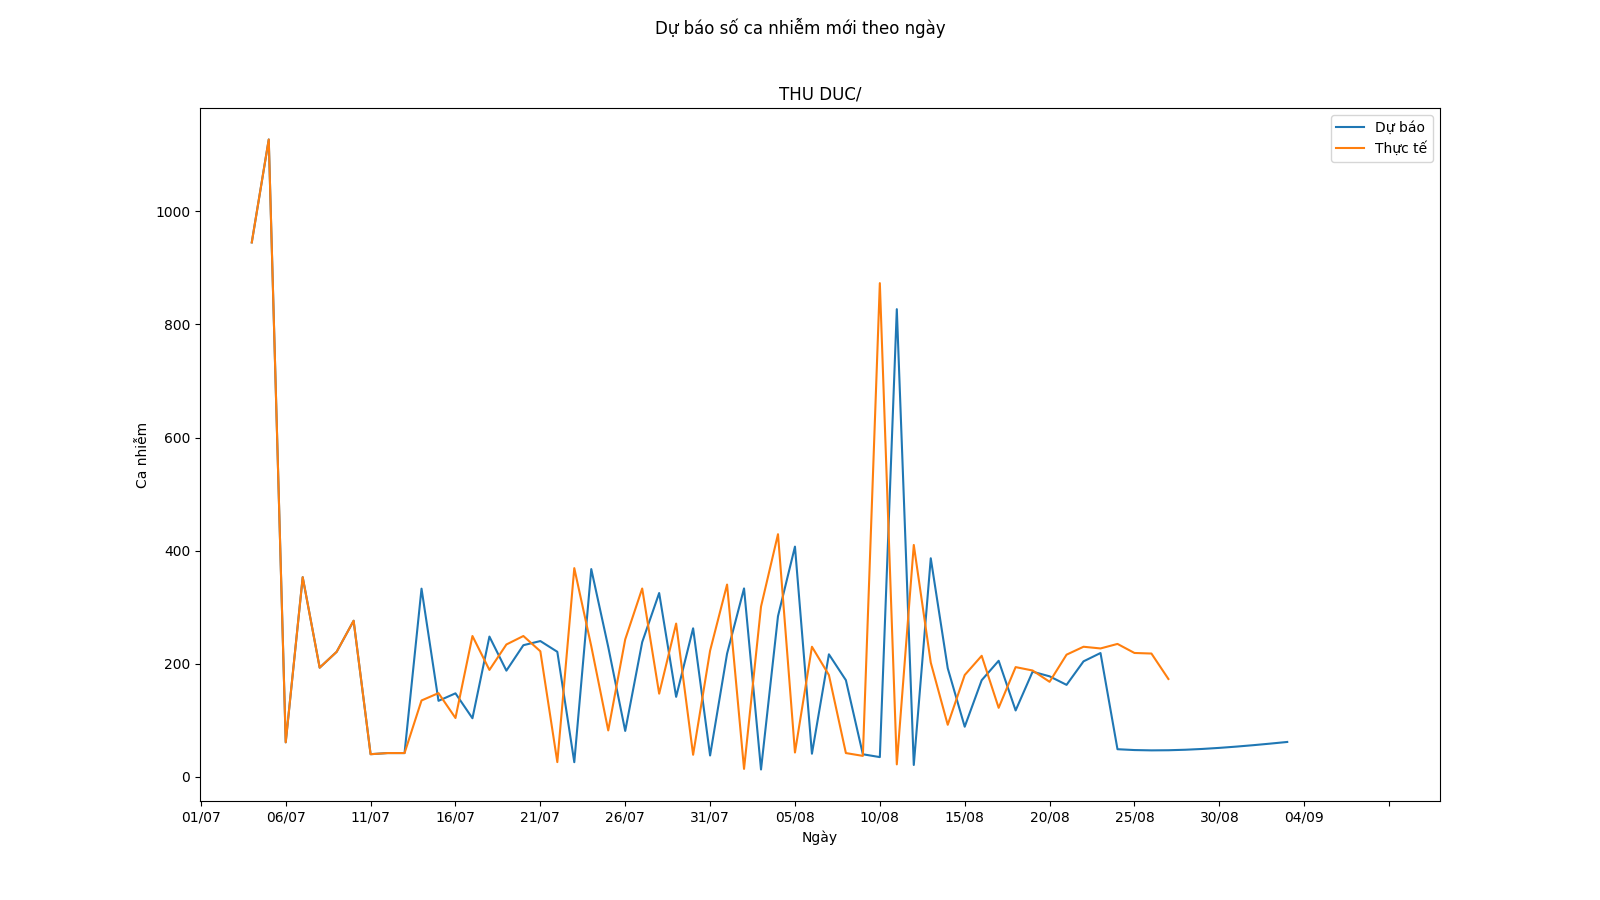 Dự báo số ca nhiễm mới theo ngày
THU DUC/
Dự báo
Thực tế
1000
800
600
400
200
0
Ca nhiễm
01/07 06/07 11/07 16/07 21/07 26/07 31/07 05/08 10/08 15/08 20/08 25/08 30/08 04/09
Ngày